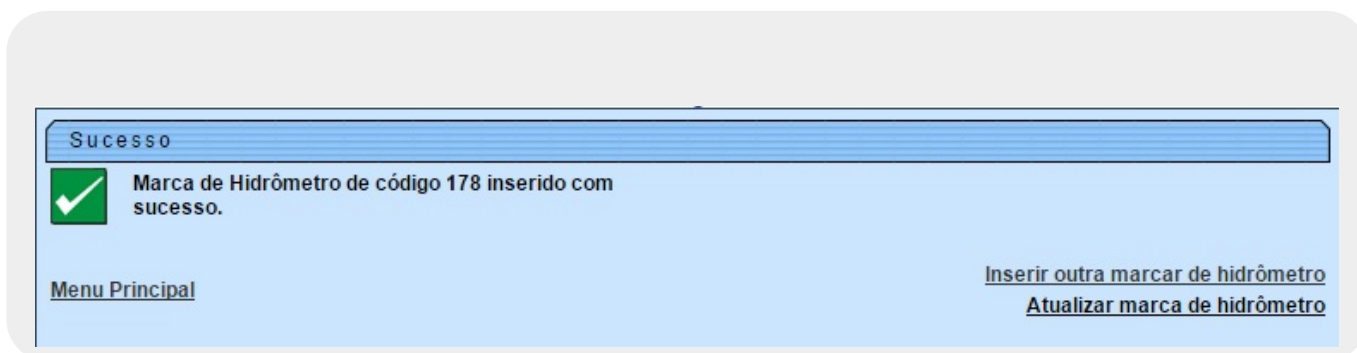 Sucesso
Marca de Hidrômetro de código 178 inserido com
sucesso.
Menu Principal
Inserir outra marcar de hidrômetro
Atualizar marca de hidrômetro